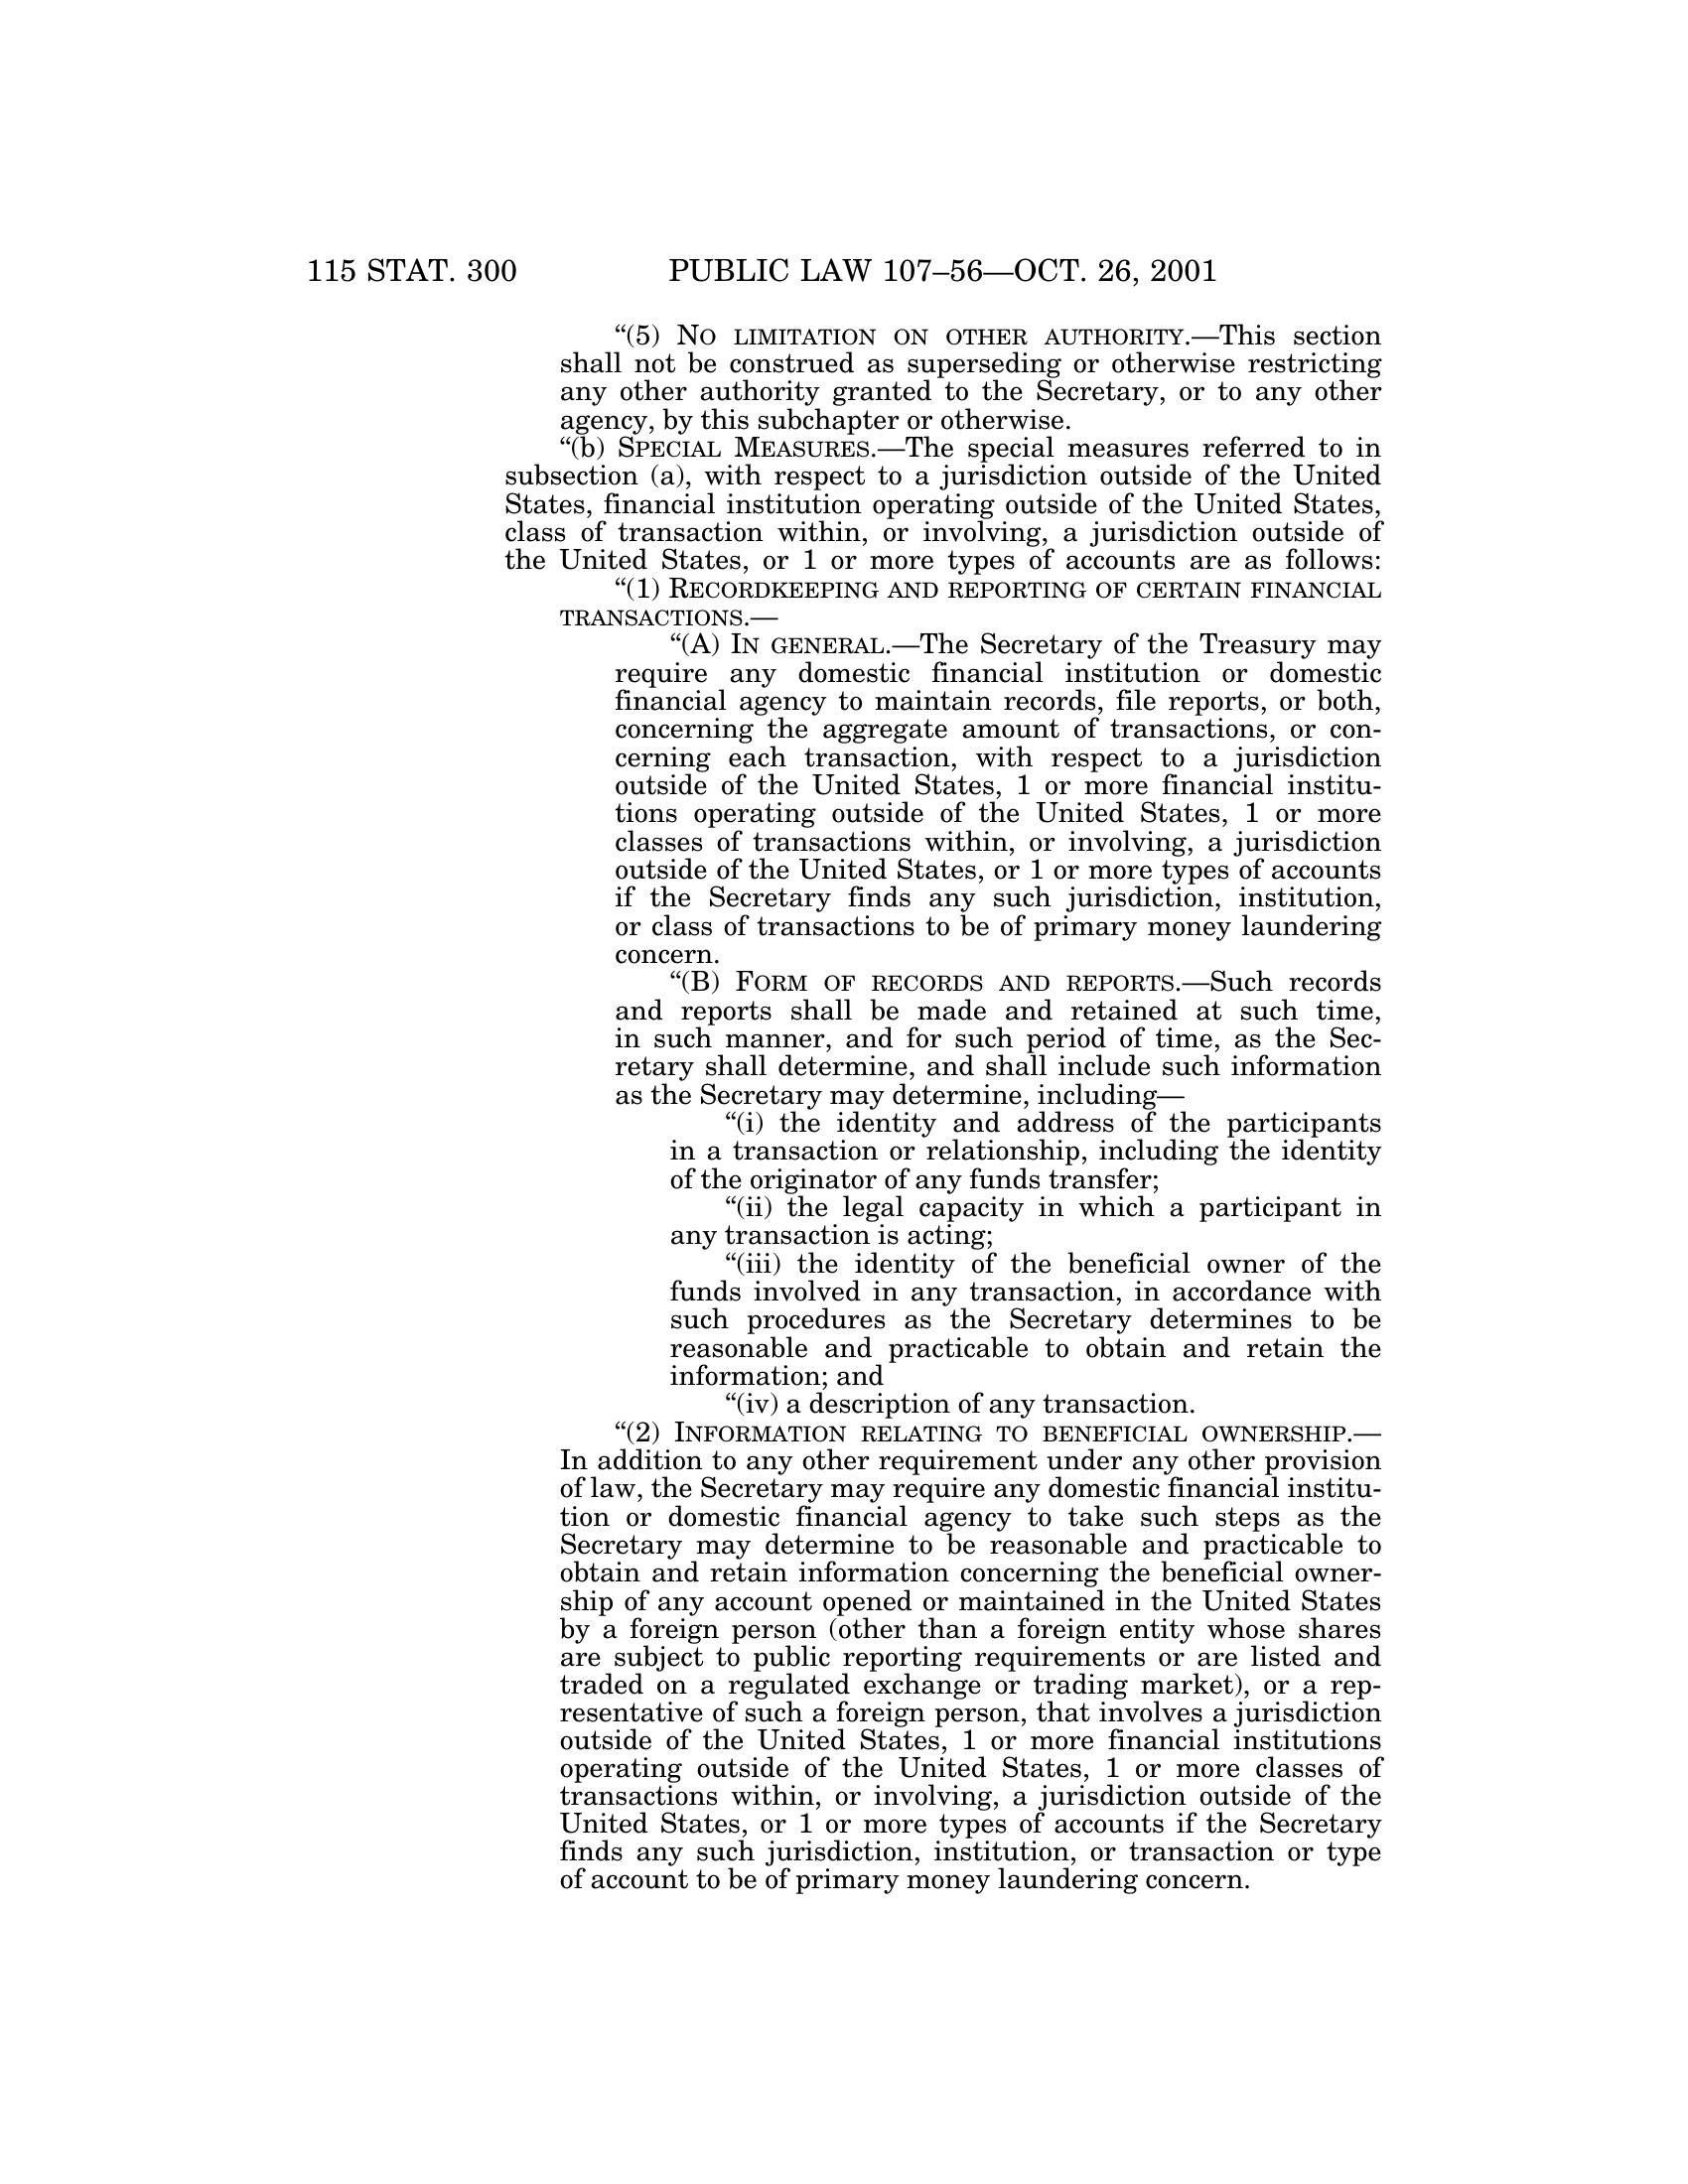 115 STAT. 300 PUBLIC LAW 107–56—OCT. 26, 2001
“(5) NO LIMITATION ON OTHER AUTHORITY.—This section
shall not be construed as superseding or otherwise restricting
any other authority granted to the Secretary, or to any other
agency, by this subchapter or otherwise.
“(b) SPECIAL MEASURES.—The special measures referred to in
subsection (a), with respect to a jurisdiction outside of the United
States, financial institution operating outside of the United States,
class of transaction within, or involving, a jurisdiction outside of
the United States, or 1 or more types of accounts are as follows:
“(1) RECORDKEEPING AND REPORTING OF CERTAIN FINANCIAL
TRANSACTIONS.—
“(A) IN GENERAL.—The Secretary of the Treasury may
require any domestic financial institution or domestic
financial agency to maintain records, file reports, or both,
concerning the aggregate amount of transactions, or con-
cerning each transaction, with respect to a jurisdiction
outside of the United States, 1 or more financial institu-
tions operating outside of the United States, 1 or more
classes of transactions within, or involving, a jurisdiction
outside of the United States, or 1 or more types of accounts
if the Secretary finds any such jurisdiction, institution,
or class of transactions to be of primary money laundering
concern.
“(B) FORM OF RECORDS AND REPORTS.—Such records
and reports shall be made and retained at such time,
in such manner, and for such period of time, as the Sec-
retary shall determine, and shall include such information
as the Secretary may determine, including—
“(i) the identity and address of the participants
in a transaction or relationship, including the identity
of the originator of any funds transfer;
“(ii) the legal capacity in which a participant in
any transaction is acting;
“(iii) the identity of the beneficial owner of the
funds involved in any transaction, in accordance with
such procedures as the Secretary determines to be
reasonable and practicable to obtain and retain the
information; and
“(iv) a description of any transaction.
“(2) INFORMATION RELATING TO BENEFICIAL OWNERSHIP.—
In addition to any other requirement under any other provision
of law, the Secretary may require any domestic financial institu-
tion or domestic financial agency to take such steps as the
Secretary may determine to be reasonable and practicable to
obtain and retain information concerning the beneficial owner-
ship of any account opened or maintained in the United States
by a foreign person (other than a foreign entity whose shares
are subject to public reporting requirements or are listed and
traded on a regulated exchange or trading market), or a rep-
resentative of such a foreign person, that involves a jurisdiction
outside of the United States, 1 or more financial institutions
operating outside of the United States, 1 or more classes of
transactions within, or involving, a jurisdiction outside of the
United States, or 1 or more types of accounts if the Secretary
finds any such jurisdiction, institution, or transaction or type
of account to be of primary money laundering concern.